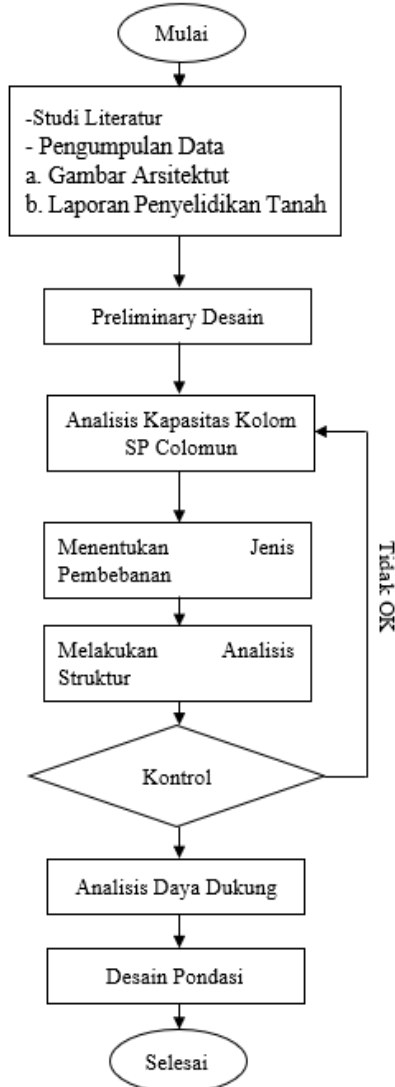 Mulai
-Studi Literatur
- Pengumpulan Data
a. Gambar Arsitektut
b. Laporan Penyelidikan Tanah
Preliminary Desain
Analisis Kapasitas Kolom
SP Colomun
Menentukan Jenis
Pembebanan
Melakukan Analisis
Struktur
Tidak OK
Kontrol
Analisis Daya Dukung
Desain Pondasi
Selesai